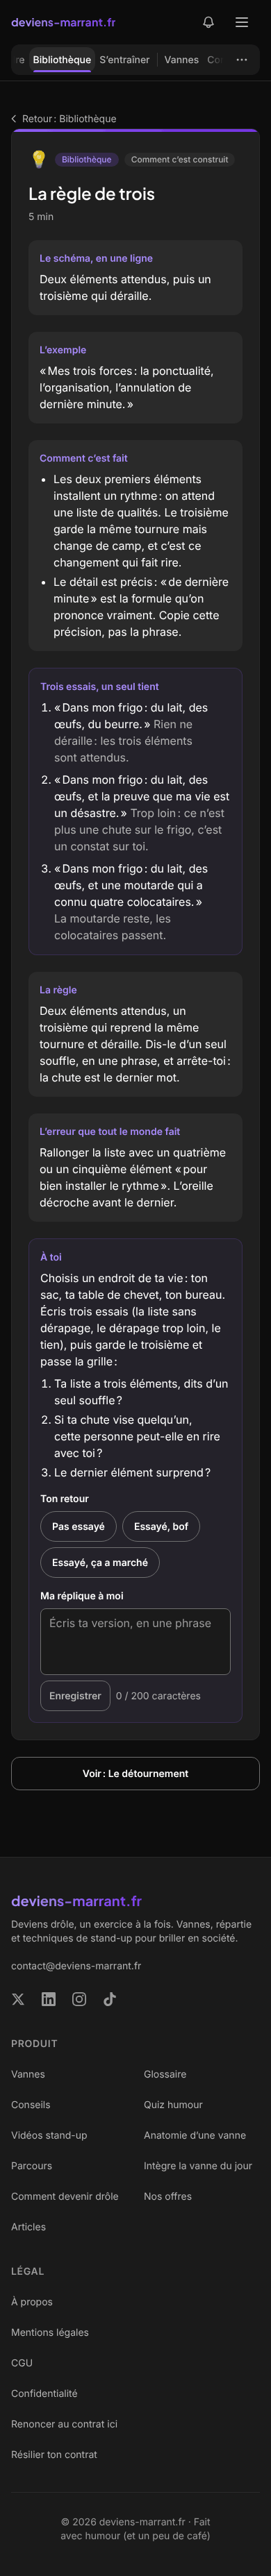 deviens-marrant.fr
re Bibliothèque S’entraîner Vannes Co
Retour : Bibliothèque
Bibliothèque Comment c’est construit
La règle de trois
5 min
Le schéma, en une ligne
Deux éléments attendus, puis un
troisième qui déraille.
L’exemple
« Mes trois forces : la ponctualité,
l’organisation, l’annulation de
dernière minute. »
Comment c’est fait
• Les deux premiers éléments
installent un rythme : on attend
une liste de qualités. Le troisième
garde la même tournure mais
change de camp, et c’est ce
changement qui fait rire.
• Le détail est précis : « de dernière
minute » est la formule qu’on
prononce vraiment. Copie cette
précision, pas la phrase.
Trois essais, un seul tient
1. « Dans mon frigo : du lait, des
œufs, du beurre. » Rien ne
déraille : les trois éléments
sont attendus.
2. « Dans mon frigo : du lait, des
œufs, et la preuve que ma vie est
un désastre. » Trop loin : ce n’est
plus une chute sur le frigo, c’est
un constat sur toi.
3. « Dans mon frigo : du lait, des
œufs, et une moutarde qui a
connu quatre colocataires. »
La moutarde reste, les
colocataires passent.
La règle
Deux éléments attendus, un
troisième qui reprend la même
tournure et déraille. Dis-le d’un seul
souffle, en une phrase, et arrête-toi :
la chute est le dernier mot.
L’erreur que tout le monde fait
Rallonger la liste avec un quatrième
ou un cinquième élément « pour
bien installer le rythme ». L’oreille
décroche avant le dernier.
À toi
Choisis un endroit de ta vie : ton
sac, ta table de chevet, ton bureau.
Écris trois essais (la liste sans
dérapage, le dérapage trop loin, le
tien), puis garde le troisième et
passe la grille :
1. Ta liste a trois éléments, dits d’un
seul souffle ?
2. Si ta chute vise quelqu’un,
cette personne peut-elle en rire
avec toi ?
3. Le dernier élément surprend ?
Ton retour
Pas essayé Essayé, bof
Essayé, ça a marché
Ma réplique à moi
Écris ta version, en une phrase
Enregistrer 0 / 200 caractères
Voir : Le détournement
deviens-marrant.fr
Deviens drôle, un exercice à la fois. Vannes, répartie
et techniques de stand-up pour briller en société.
contact@deviens-marrant.fr
PRODUIT
Vannes Glossaire
Conseils Quiz humour
Vidéos stand-up Anatomie d’une vanne
Parcours Intègre la vanne du jour
Comment devenir drôle Nos offres
Articles
LÉGAL
À propos
Mentions légales
CGU
Confidentialité
Renoncer au contrat ici
Résilier ton contrat
© 2026 deviens-marrant.fr · Fait
avec humour (et un peu de café)